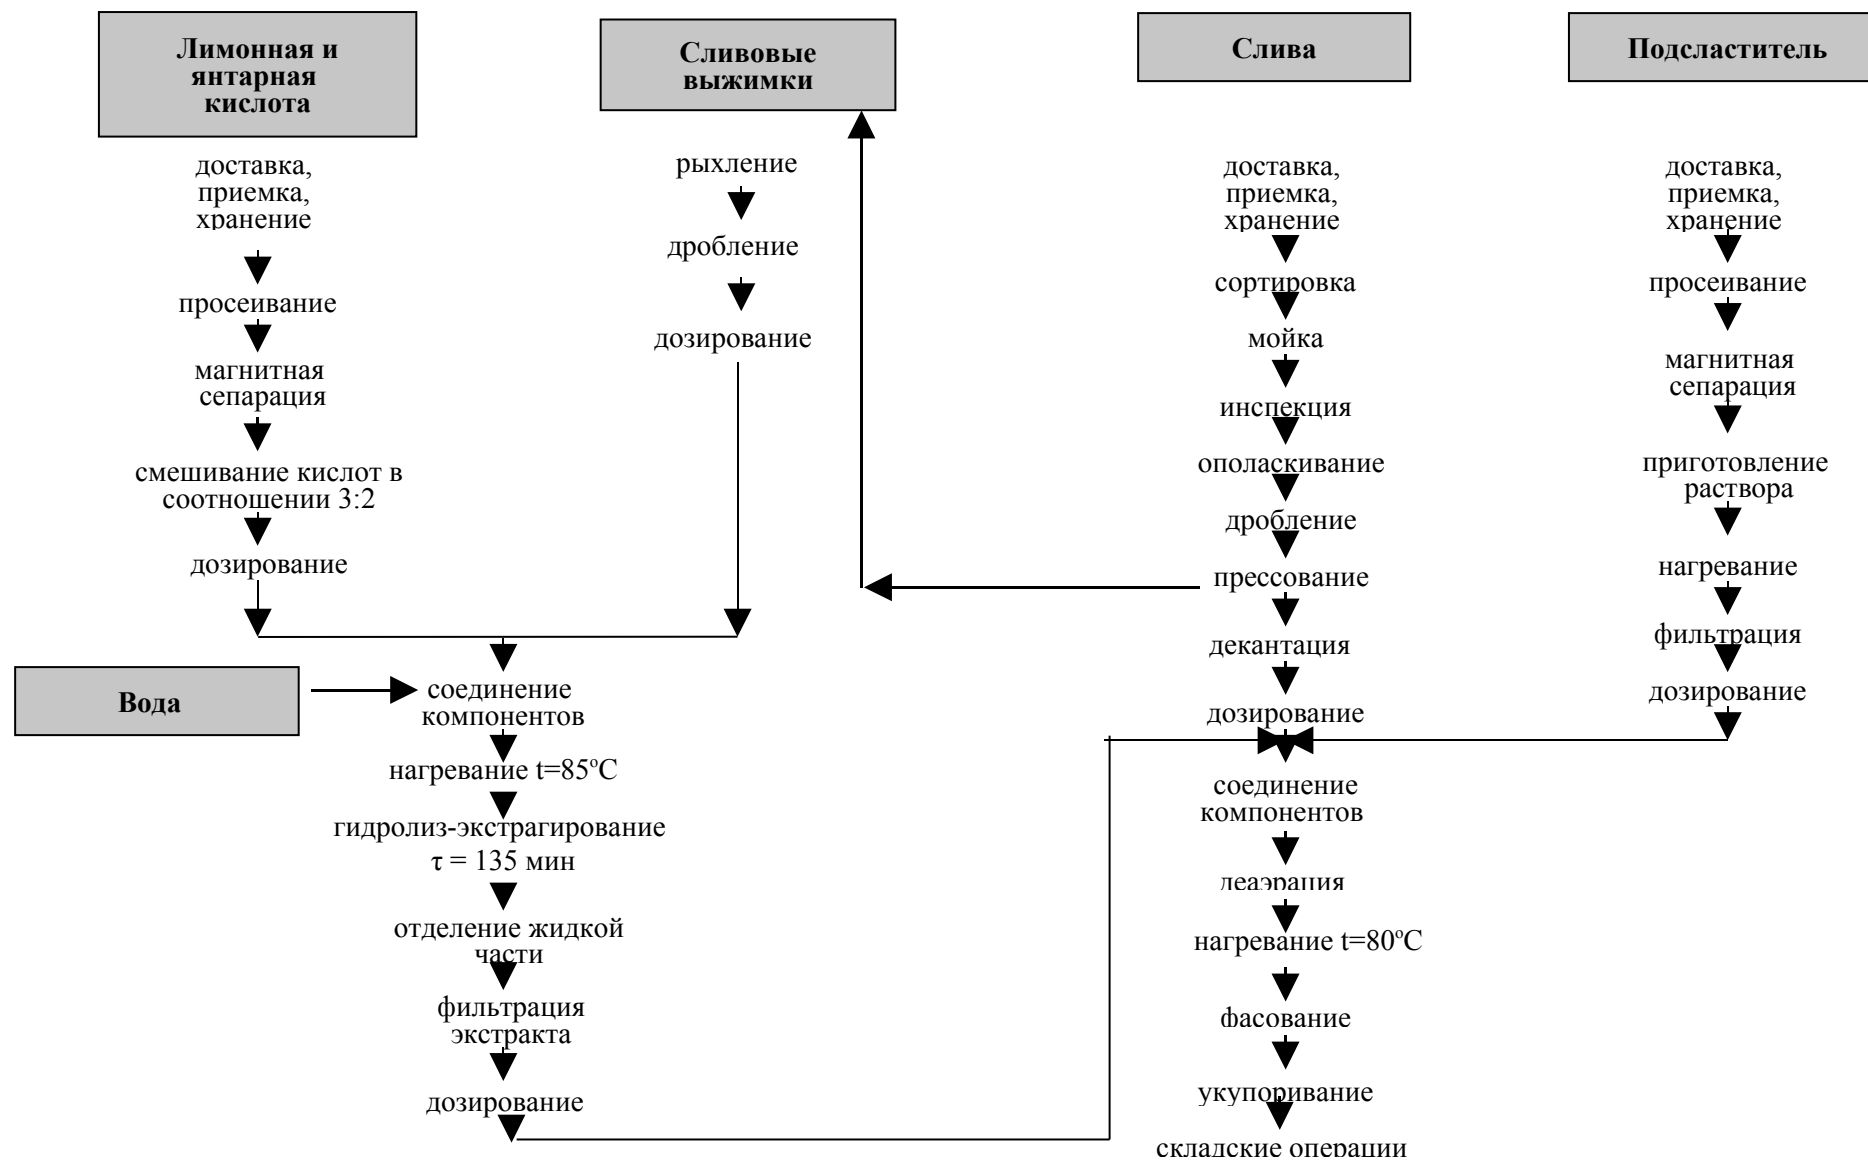 Лимонная и
янтарная
кислота
доставка,
приемка,
хранение
просеивание
магнитная
сепарация
смешивание кислот в
соотношении 3:2
дозирование
Сливовые
выжимки
рыхление
дробление
дозирование
Вода
соединение
компонентов
нагревание t=85ºС
гидролиз-экстрагирование
τ = 135 мин
отделение жидкой
части
фильтрация
экстракта
дозирование
Слива
доставка,
приемка,
хранение
сортировка
мойка
инспекция
ополаскивание
дробление
прессование
декантация
дозирование
соединение
компонентов
деаэрация
нагревание t=80ºС
фасование
укупоривание
складские операции
Подсластитель
доставка,
приемка,
хранение
просеивание
магнитная
сепарация
приготовление
раствора
нагревание
фильтрация
дозирование